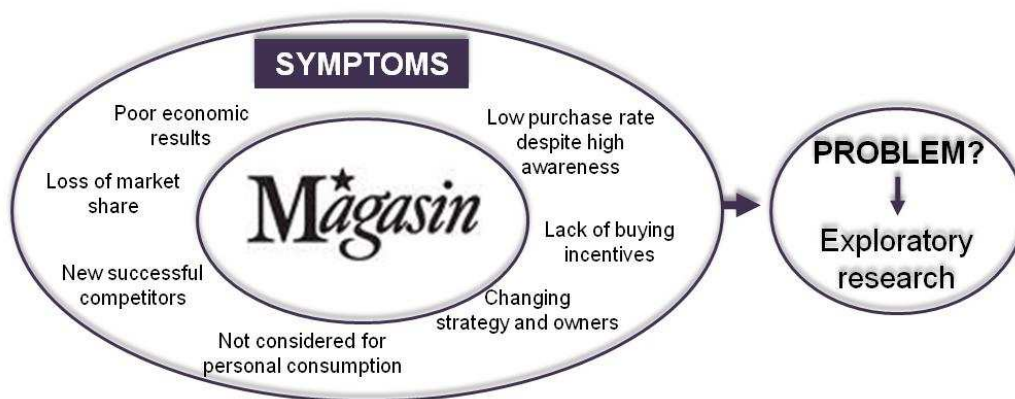 SYMPTOMS
Poor economic
results
Low purchase rate
despite high
awareness
Loss of market
share
Magasin
Lack of buying
incentives
New successful
competitors
Changing
strategy and owners
Not considered for
personal consumption
PROBLEM?
Exploratory
research